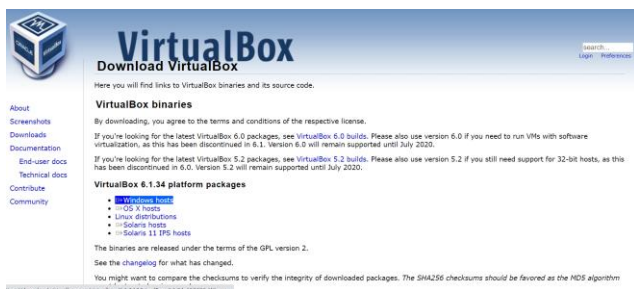 VirtualBox
search...
Login Preferences
Download VirtualBox
Here you will find links to VirtualBox binaries and its source code.
About
Screenshots
Downloads
Documentation
End-user docs
Technical docs
Contribute
Community
VirtualBox binaries
By downloading, you agree to the terms and conditions of the respective license.
If you're looking for the latest VirtualBox 6.0 packages, see VirtualBox 6.0 builds. Please also use version 6.0 if you need to run VMs with software
virtualization, as this has been discontinued in 6.1. Version 6.0 will remain supported until July 2020.
If you're looking for the latest VirtualBox 5.2 packages, see VirtualBox 5.2 builds. Please also use version 5.2 if you still need support for 32-bit hosts, as this
has been discontinued in 6.0. Version 5.2 will remain supported until July 2020.
VirtualBox 6.1.34 platform packages
Windows hosts
OS X hosts
Linux distributions
Solaris hosts
Solaris 11 IPS hosts
The binaries are released under the terms of the GPL version 2.
See the changelog for what has changed.
You might want to compare the checksums to verify the integrity of downloaded packages. The SHA256 checksums should be favored as the MD5 algorithm